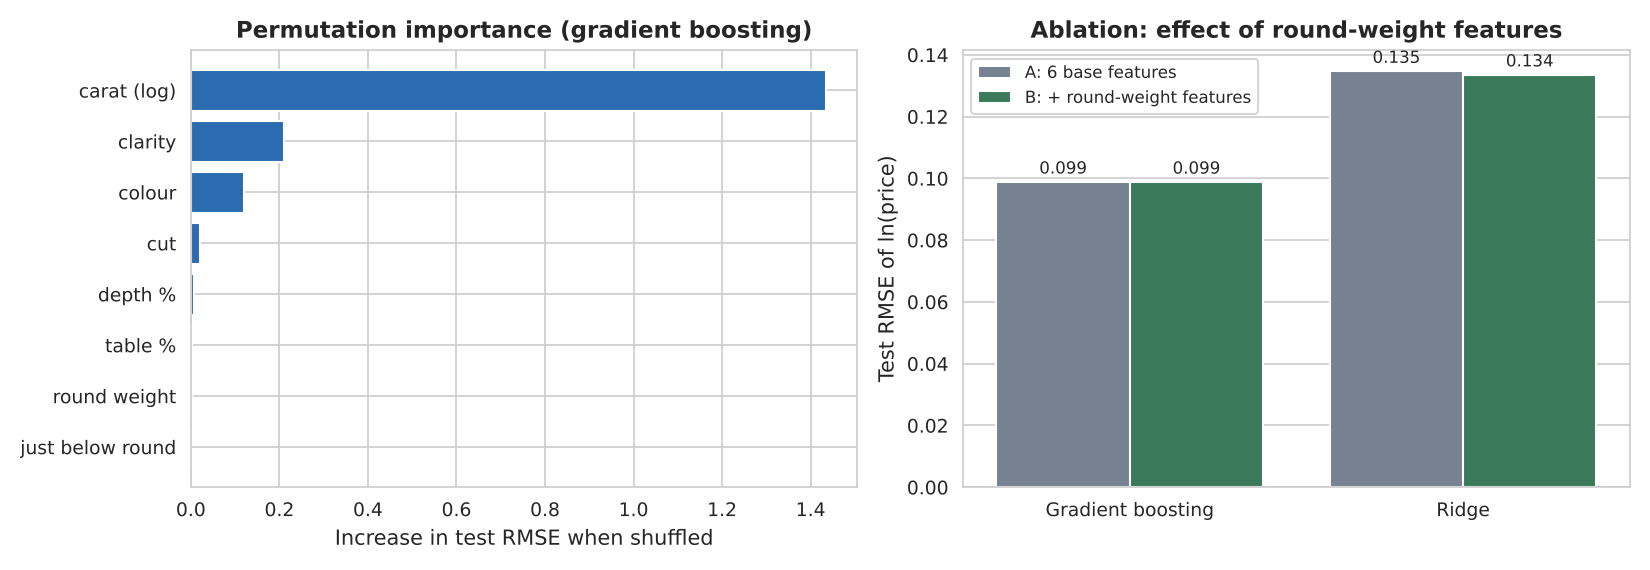 Permutation importance (gradient boosting)
carat (log)
clarity
colour
cut
depth %
table %
round weight
just below round
0.0 0.2 0.4 0.6 0.8 1.0 1.2 1.4
Increase in test RMSE when shuffled
Ablation: effect of round-weight features
Test RMSE of ln(price)
0.14
0.12
0.10
0.08
0.06
0.04
0.02
0.00
A: 6 base features
B: + round-weight features
0.099 0.099 0.135 0.134
Gradient boosting Ridge